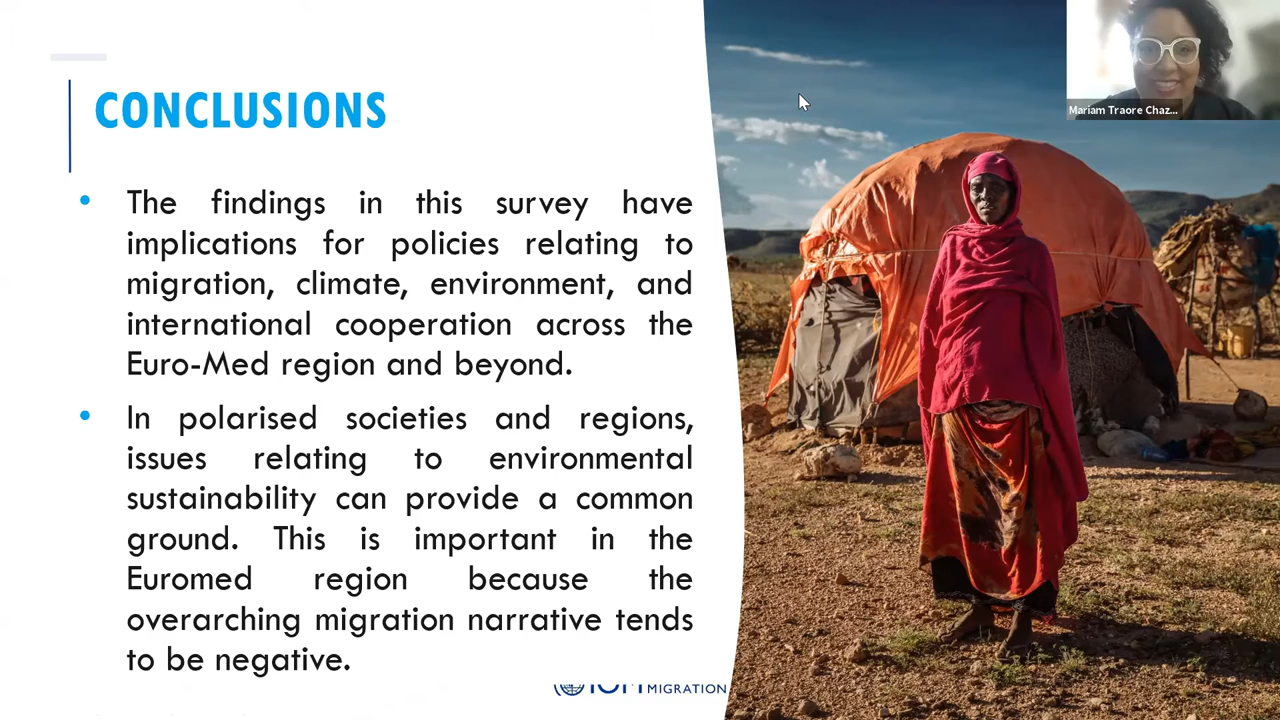 Mariam Traore Chaz...
CONCLUSIONS
• The findings in this survey have
implications for policies relating to
migration, climate, environment, and
international cooperation across the
Euro-Med region and beyond.
• In polarised societies and regions,
issues relating to environmental
sustainability can provide a common
ground. This is important in the
Euromed region because the
overarching migration narrative tends
to be negative.
IOM MIGRATION